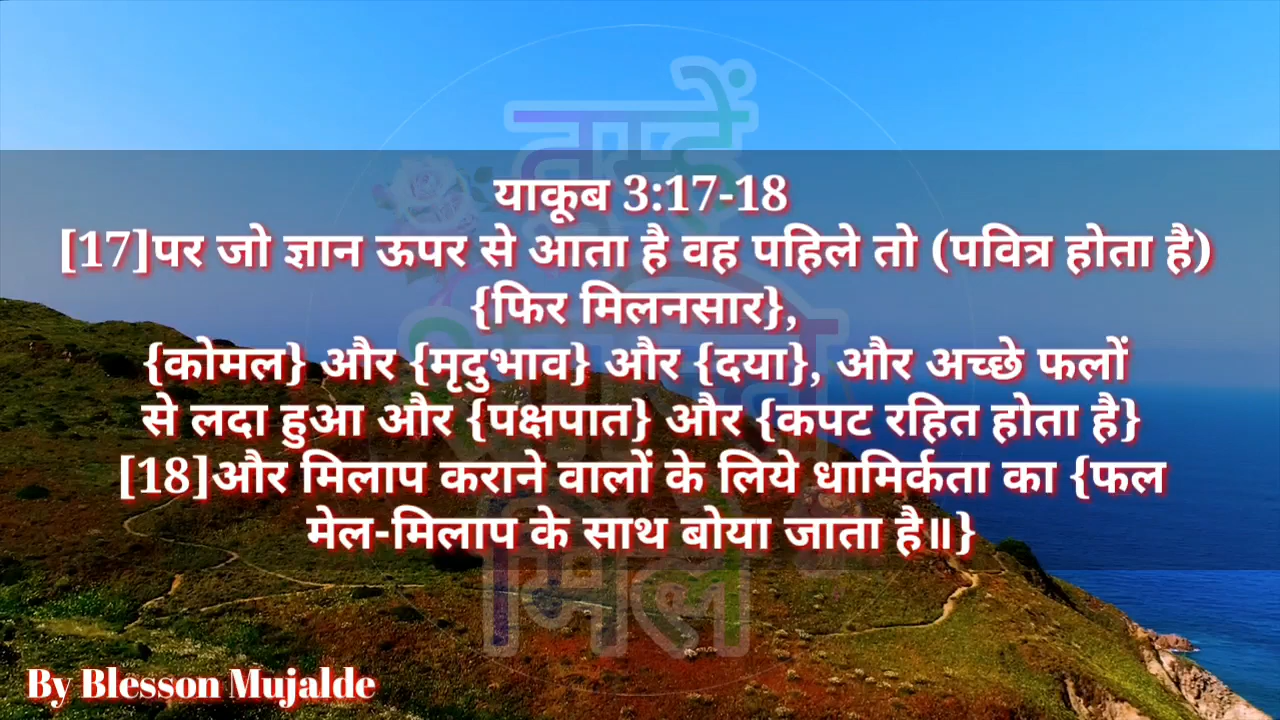 तुम्हें
शान्ति
मिले
याकूब 3:17-18
[17]पर जो ज्ञान ऊपर से आता है वह पहिले तो (पवित्र होता है)
{फिर मिलनसार},
{कोमल} और {मृदुभाव} और {दया}, और अच्छे फलों
से लदा हुआ और {पक्षपात} और {कपट रहित होता है}
[18]और मिलाप कराने वालों के लिये धामिर्कता का {फल
मेल-मिलाप के साथ बोया जाता है॥}
By Blesson Mujalde